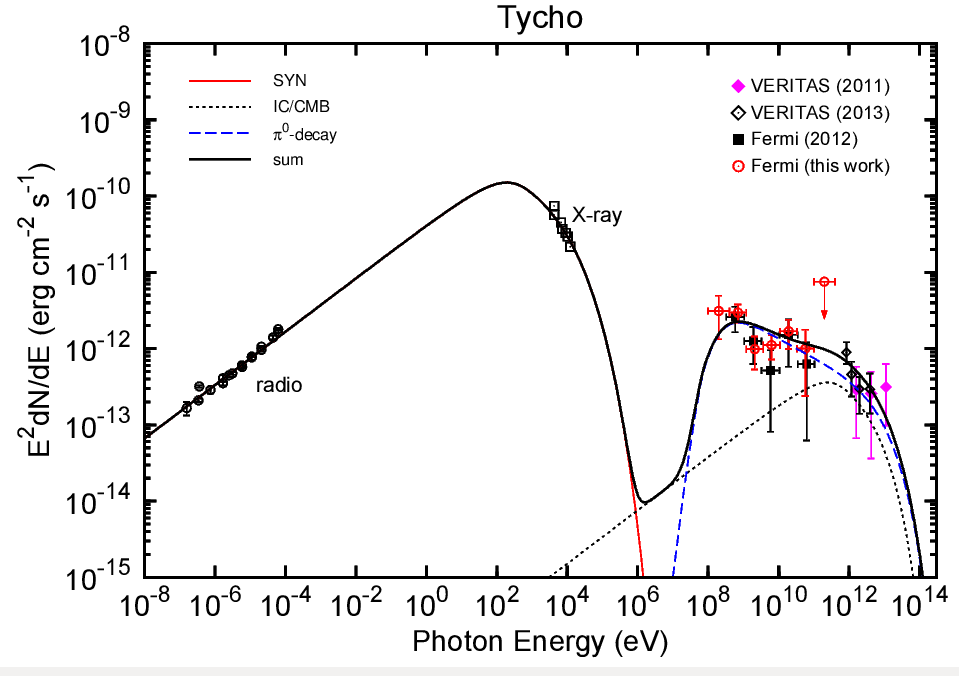 Tycho
10⁻⁸
10⁻⁹
10⁻¹⁰
10⁻¹¹
10⁻¹²
10⁻¹³
10⁻¹⁴
10⁻¹⁵
E²dN/dE (erg cm⁻² s⁻¹)
SYN
IC/CMB
π⁰-decay
sum
VERITAS (2011)
VERITAS (2013)
Fermi (2012)
Fermi (this work)
X-ray
radio
10⁻⁸ 10⁻⁶ 10⁻⁴ 10⁻² 10⁰ 10² 10⁴ 10⁶ 10⁸ 10¹⁰ 10¹² 10¹⁴
Photon Energy (eV)